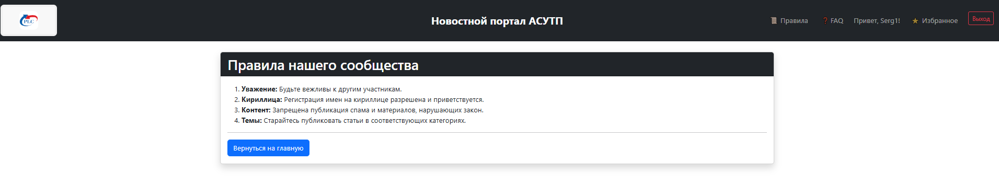 PLC
Новостной портал АСУТП
Правила
FAQ
Привет, Serg1!
Избранное
Выход
Правила нашего сообщества
1. Уважение: Будьте вежливы к другим участникам.
2. Кириллица: Регистрация имен на кириллице разрешена и приветствуется.
3. Контент: Запрещена публикация спама и материалов, нарушающих закон.
4. Темы: Старайтесь публиковать статьи в соответствующих категориях.
Вернуться на главную